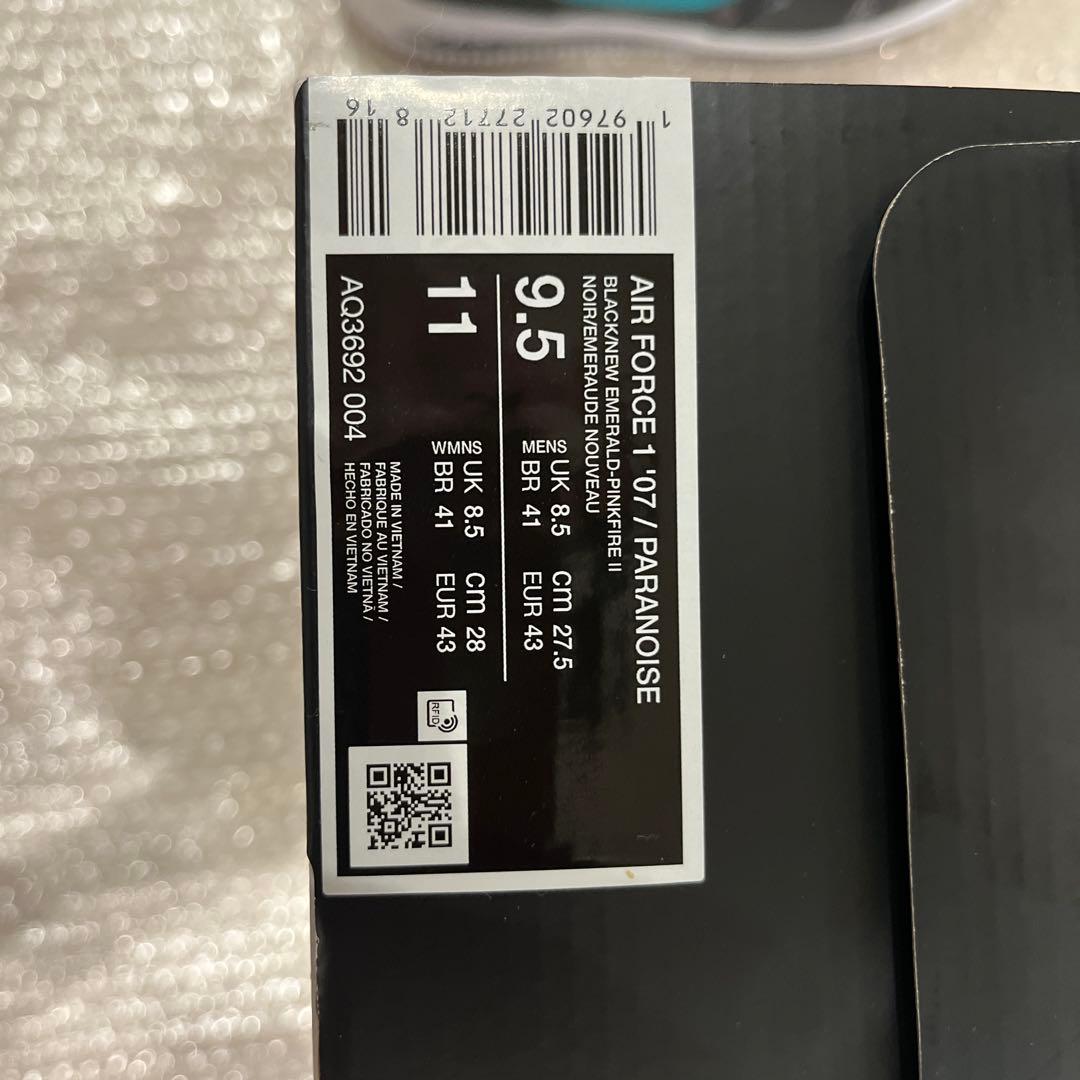 AIR FORCE 1 '07 / PARANOISE
BLACK/NEW EMERALD-PINKFIRE II
NOIR/EMERAUDE NOUVEAU
9.5
MENS UK 8.5 cm 27.5
BR 41 EUR 43
11
WMNS UK 8.5 cm 28
BR 41 EUR 43
AQ3692 004
MADE IN VIETNAM /
FABRIQUE AU VIETNAM /
FABRICADO NO VIETNÃ /
HECHO EN VIETNAM
RFID
1 97602 27712 8 16